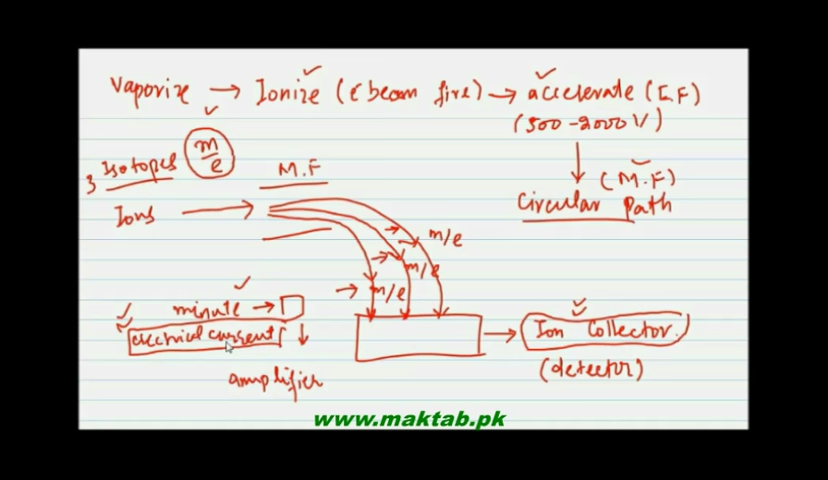 Vaporize → Ionize (e⁻ beam fire) → accelerate (E.F)
(500-2000 V)
(M.F)
Circular Path
3 Isotopes m/e
M.F
Ions →
m/e
m/e
m/e
minute →
electrical current
amplifier
→ Ion Collector
(detector)
www.maktab.pk